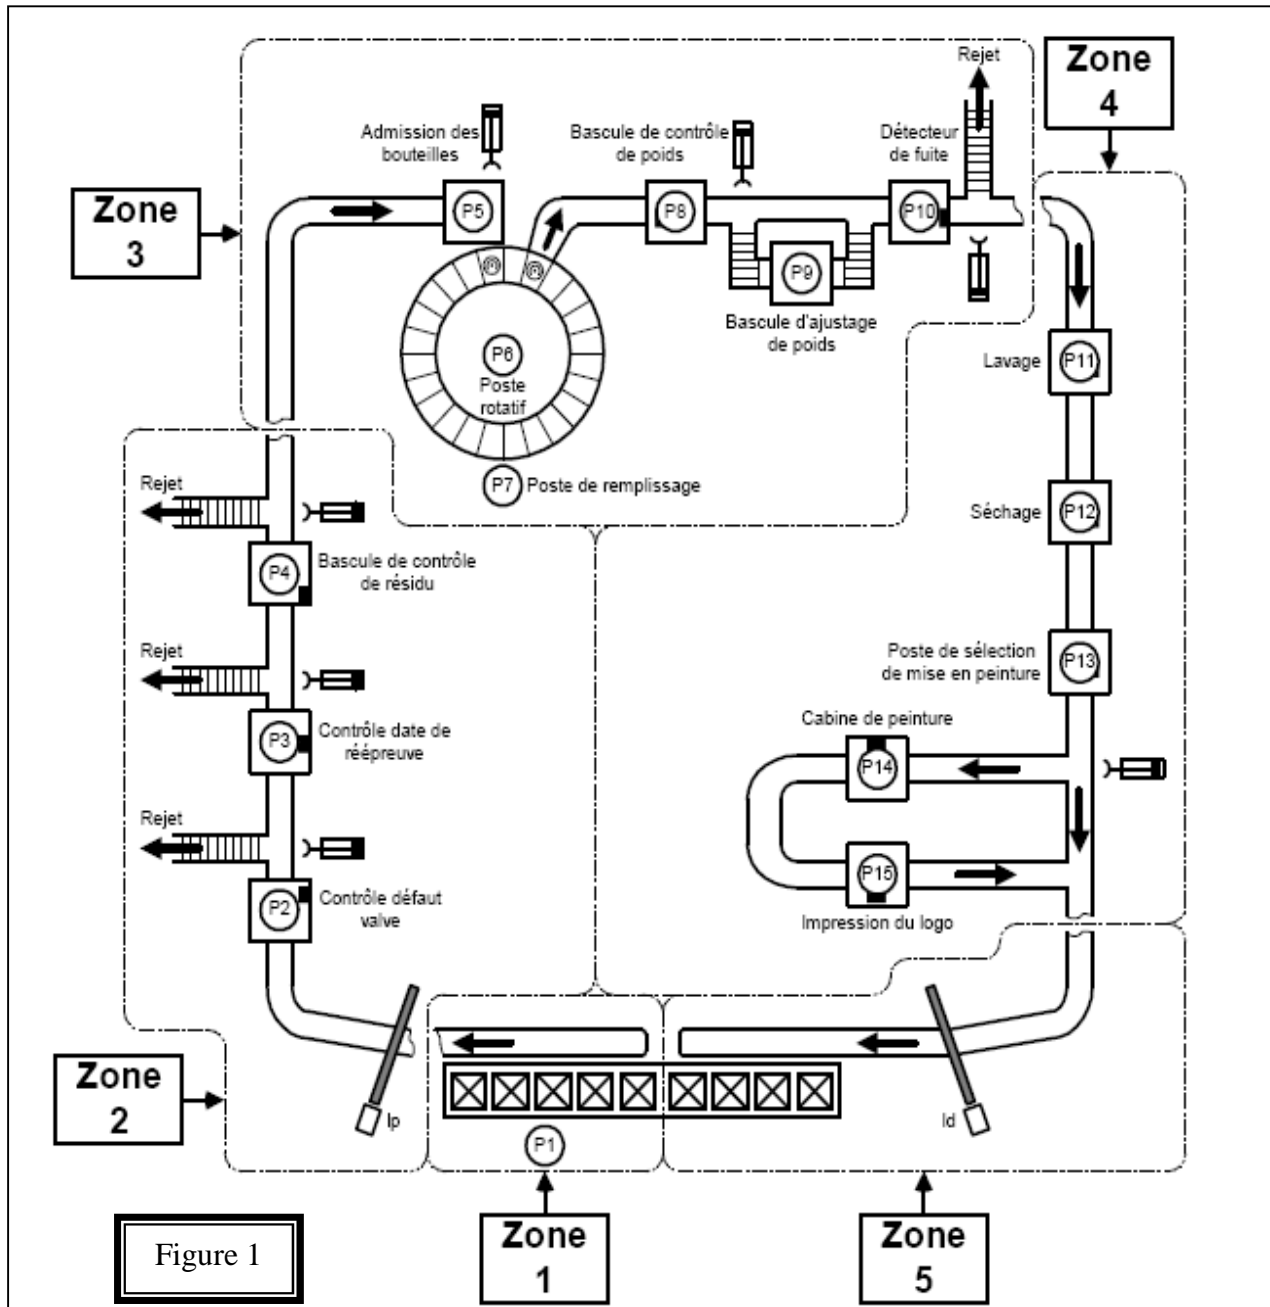 Rejet
Zone
4
Admission des
bouteilles
Bascule de contrôle
de poids
Détecteur
de fuite
Zone
3
P5
P8
P10
P9
Bascule d'ajustage
de poids
P6
Poste
rotatif
Lavage
P11
P7
Poste de remplissage
Rejet
Séchage
P12
P4
Bascule de contrôle
de résidu
Rejet
Poste de sélection
de mise en peinture
P13
P3
Contrôle date de
réépreuve
Cabine de peinture
P14
Rejet
P15
Impression du logo
P2
Contrôle défaut
valve
Zone
2
Ip
Id
P1
Figure 1
Zone
1
Zone
5